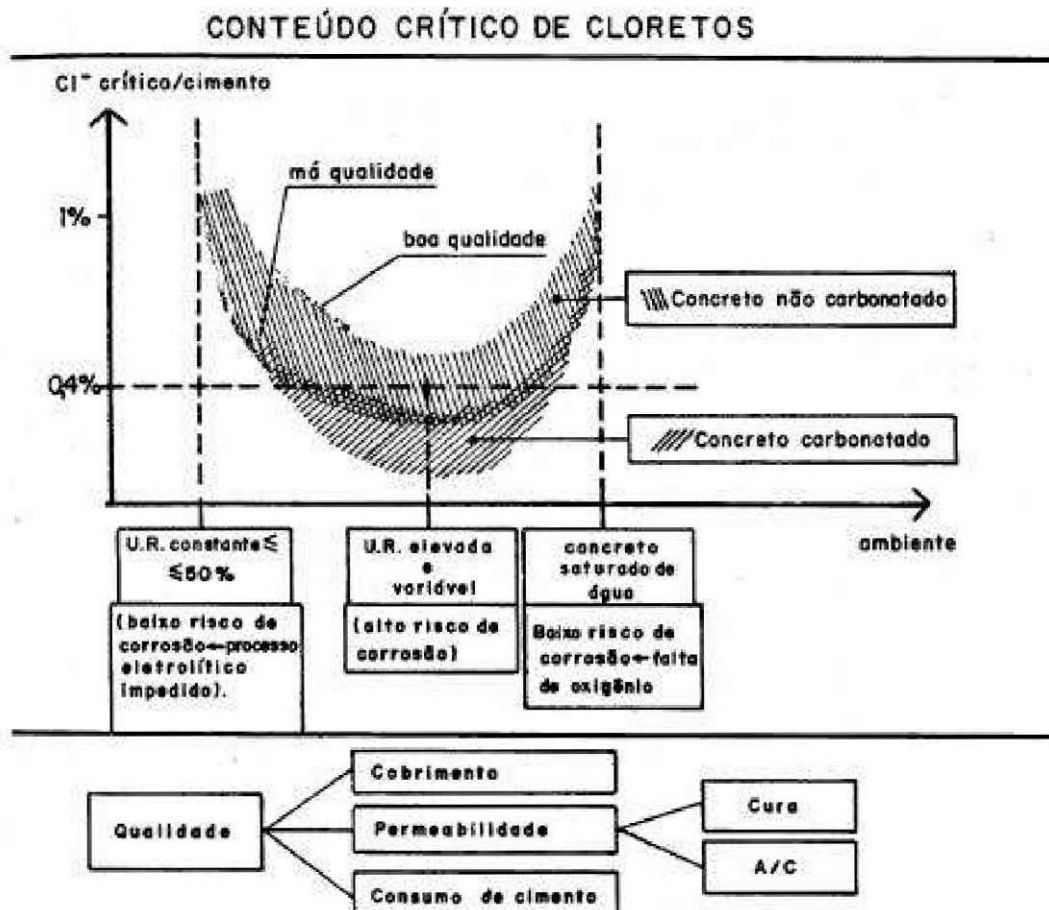 CONTEÚDO CRÍTICO DE CLORETOS
Cl⁻ crítico/cimento
má qualidade
1%
boa qualidade
Concreto não carbonatado
0,4%
Concreto carbonatado
ambiente
U.R. constante ≤
≤50%
(baixo risco de
corrosão←processo
eletrolítico
impedido).
U.R. elevada
e
variável
(alto risco de
corrosão)
concreto
saturado de
água
Baixo risco de
corrosão←falta
de oxigênio
Qualidade
Cobrimento
Permeabilidade
Consumo de cimento
Cura
A/C